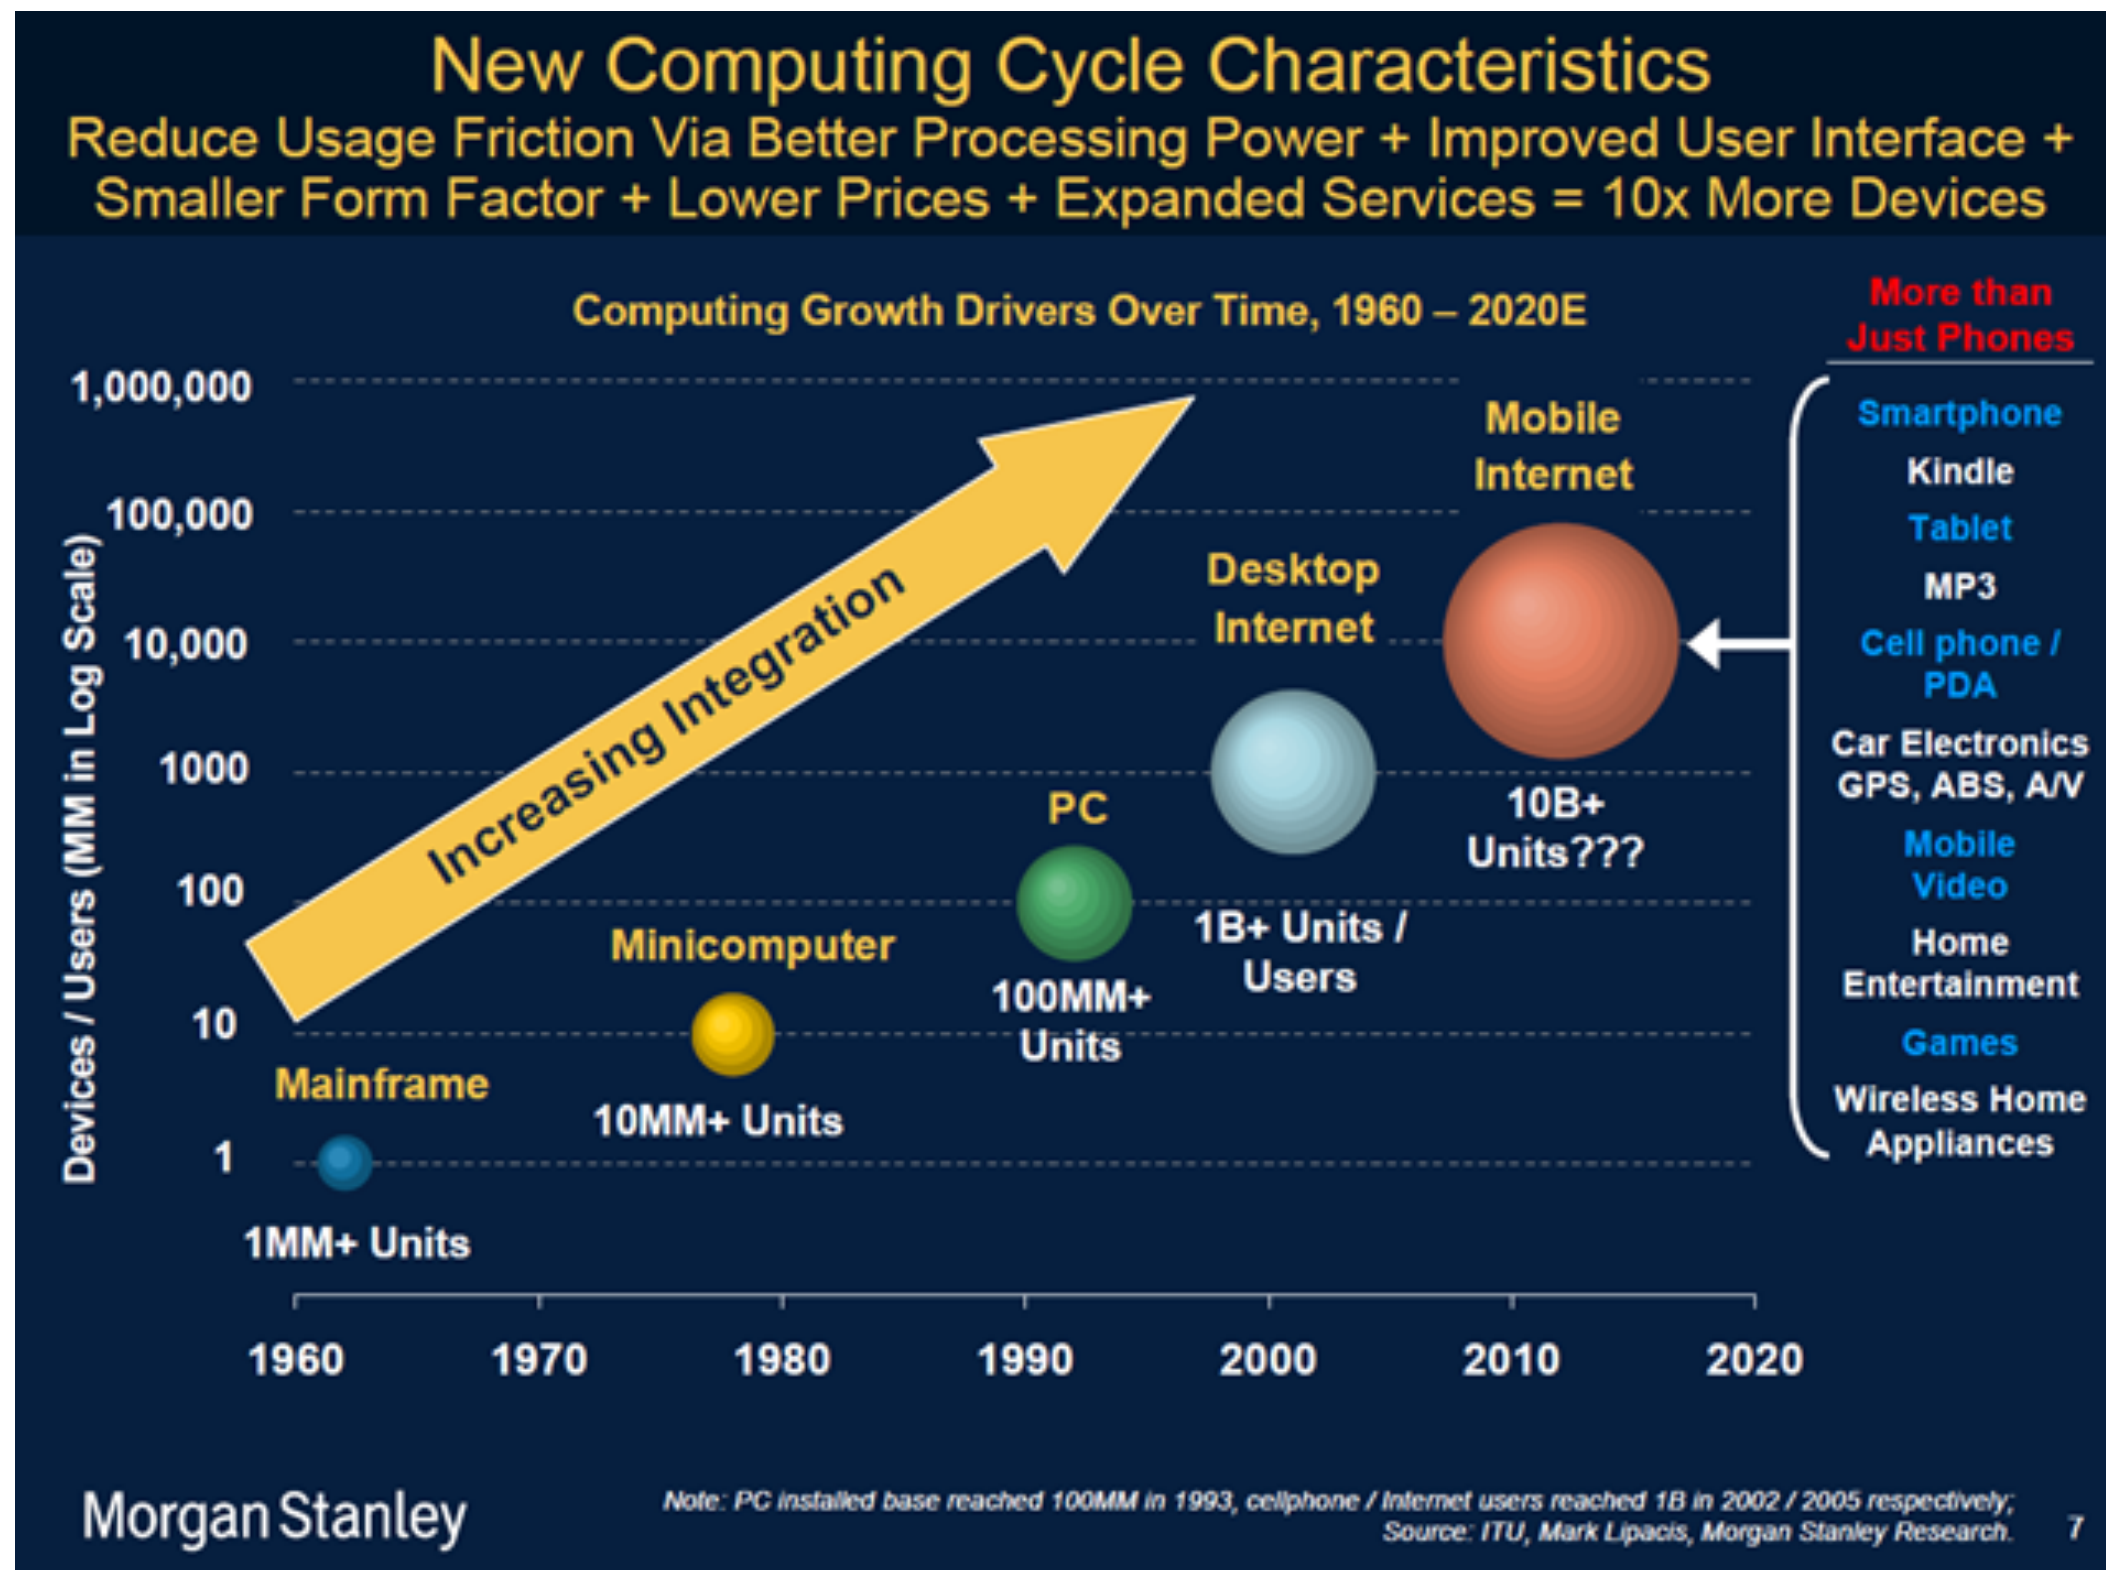 New Computing Cycle Characteristics
Reduce Usage Friction Via Better Processing Power + Improved User Interface +
Smaller Form Factor + Lower Prices + Expanded Services = 10x More Devices
Computing Growth Drivers Over Time, 1960 – 2020E
Devices / Users (MM in Log Scale)
1,000,000
100,000
10,000
1000
100
10
1
Increasing Integration
Mainframe
1MM+ Units
Minicomputer
10MM+ Units
PC
100MM+
Units
Desktop
Internet
1B+ Units /
Users
Mobile
Internet
10B+
Units???
1960
1970
1980
1990
2000
2010
2020
More than
Just Phones
Smartphone
Kindle
Tablet
MP3
Cell phone /
PDA
Car Electronics
GPS, ABS, A/V
Mobile
Video
Home
Entertainment
Games
Wireless Home
Appliances
Morgan Stanley
Note: PC installed base reached 100MM in 1993, cellphone / Internet users reached 1B in 2002 / 2005 respectively;
Source: ITU, Mark Lipacis, Morgan Stanley Research.
7